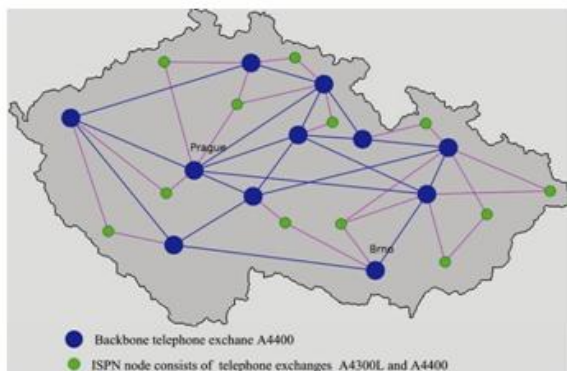 Prague
Brno
Backbone telephone exchane A4400
ISPN node consists of telephone exchanges A4300L and A4400